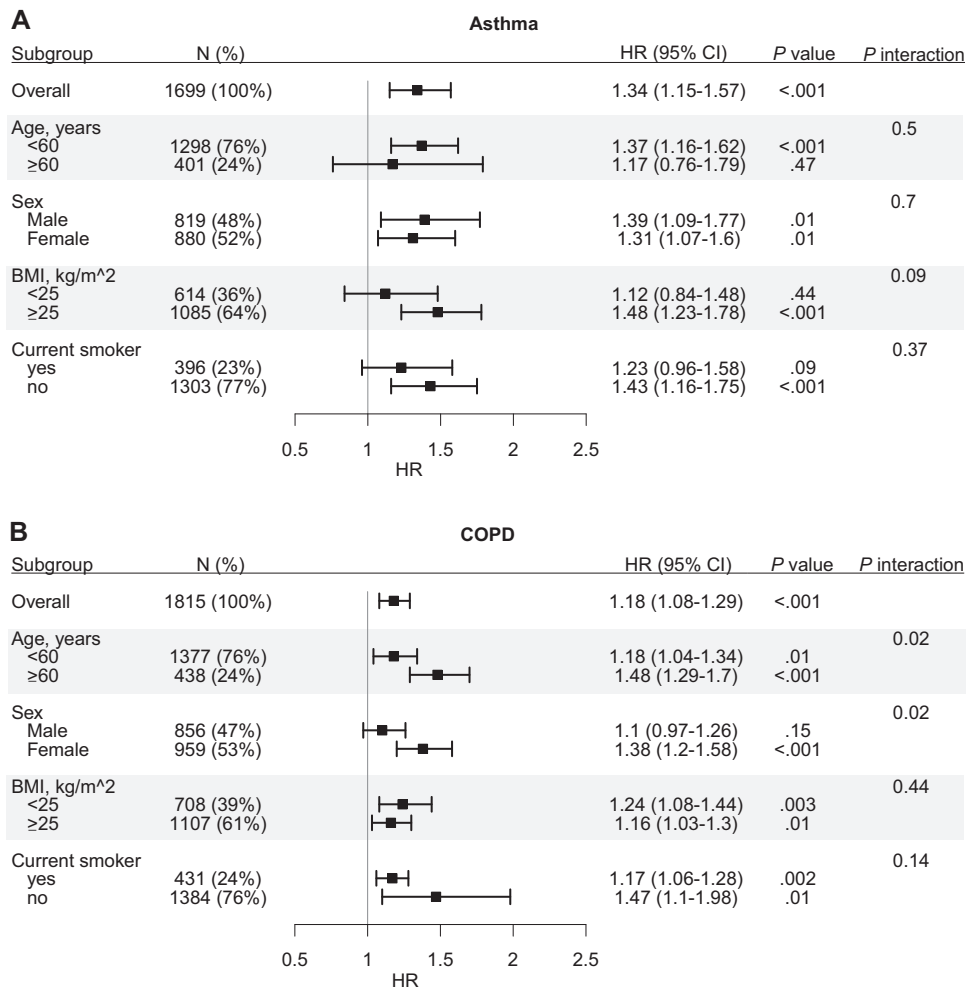 A
Asthma
Subgroup N (%) HR (95% CI) P value P interaction
Overall 1699 (100%) 1.34 (1.15-1.57) <.001
Age, years 0.5
<60 1298 (76%) 1.37 (1.16-1.62) <.001
≥60 401 (24%) 1.17 (0.76-1.79) .47
Sex 0.7
Male 819 (48%) 1.39 (1.09-1.77) .01
Female 880 (52%) 1.31 (1.07-1.6) .01
BMI, kg/m^2 0.09
<25 614 (36%) 1.12 (0.84-1.48) .44
≥25 1085 (64%) 1.48 (1.23-1.78) <.001
Current smoker 0.37
yes 396 (23%) 1.23 (0.96-1.58) .09
no 1303 (77%) 1.43 (1.16-1.75) <.001
0.5 1 1.5 2 2.5
HR
B
COPD
Subgroup N (%) HR (95% CI) P value P interaction
Overall 1815 (100%) 1.18 (1.08-1.29) <.001
Age, years 0.02
<60 1377 (76%) 1.18 (1.04-1.34) .01
≥60 438 (24%) 1.48 (1.29-1.7) <.001
Sex 0.02
Male 856 (47%) 1.1 (0.97-1.26) .15
Female 959 (53%) 1.38 (1.2-1.58) <.001
BMI, kg/m^2 0.44
<25 708 (39%) 1.24 (1.08-1.44) .003
≥25 1107 (61%) 1.16 (1.03-1.3) .01
Current smoker 0.14
yes 431 (24%) 1.17 (1.06-1.28) .002
no 1384 (76%) 1.47 (1.1-1.98) .01
0.5 1 1.5 2 2.5
HR